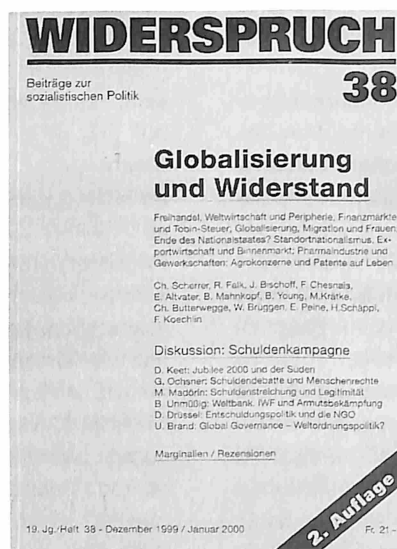 WIDERSPRUCH
Beiträge zur
sozialistischen Politik
38
Globalisierung
und Widerstand
Freihandel, Weltwirtschaft und Peripherie, Finanzmärkte
und Tobin-Steuer, Globalisierung, Migration und Frauen
Ende des Nationalstaates? Standortnationalismus, Ex-
portwirtschaft und Binnenmarkt; Pharmaindustrie und
Gewerkschaften; Agrokonzerne und Patente auf Leben
Ch. Scherrer, R. Falk, J. Bischoff, F. Chesnais,
E. Altvater, B. Mahnkopf, B. Young, M.Krätke,
Ch. Butterwegge, W. Brüggen, E. Peine, H.Schäppi,
F. Koechlin
Diskussion: Schuldenkampagne
D. Keet: Jubilee 2000 und der Süden
G. Ochsner: Schuldendebatte und Menschenrechte
M. Madörin: Schuldenstreichung und Legitimität
B. Unmüßig: Weltbank, IWF und Armutsbekämpfung
D. Drüssel: Entschuldungspolitik und die NGO
U. Brand: Global Governance – Weltordnungspolitik?
Marginalien / Rezensionen
2. Auflage
19. Jg./Heft 38 - Dezember 1999 / Januar 2000
Fr. 21.–